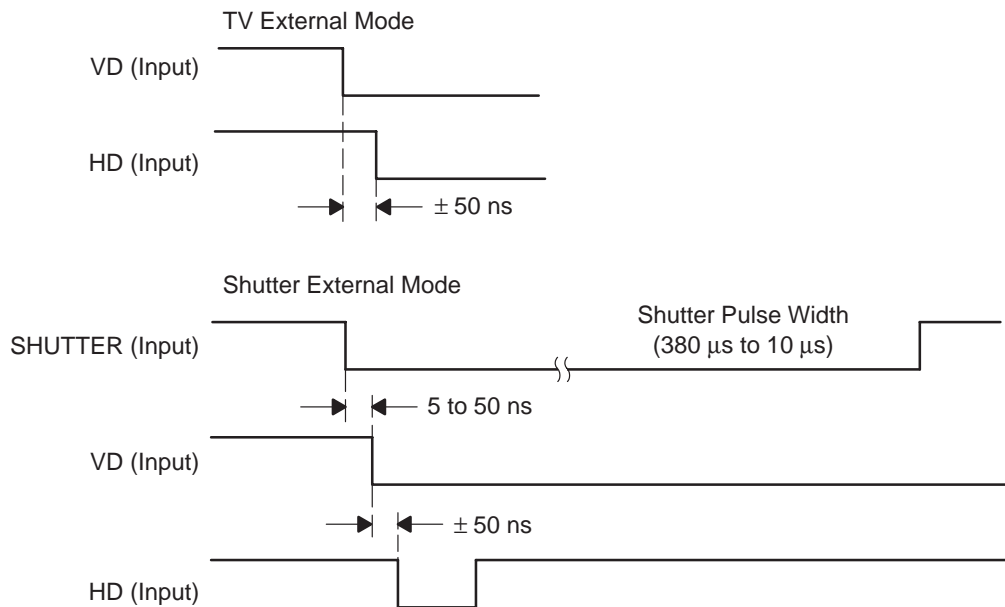 TV External Mode
VD (Input)
HD (Input)
± 50 ns
Shutter External Mode
SHUTTER (Input)
Shutter Pulse Width
(380 μs to 10 μs)
5 to 50 ns
VD (Input)
± 50 ns
HD (Input)